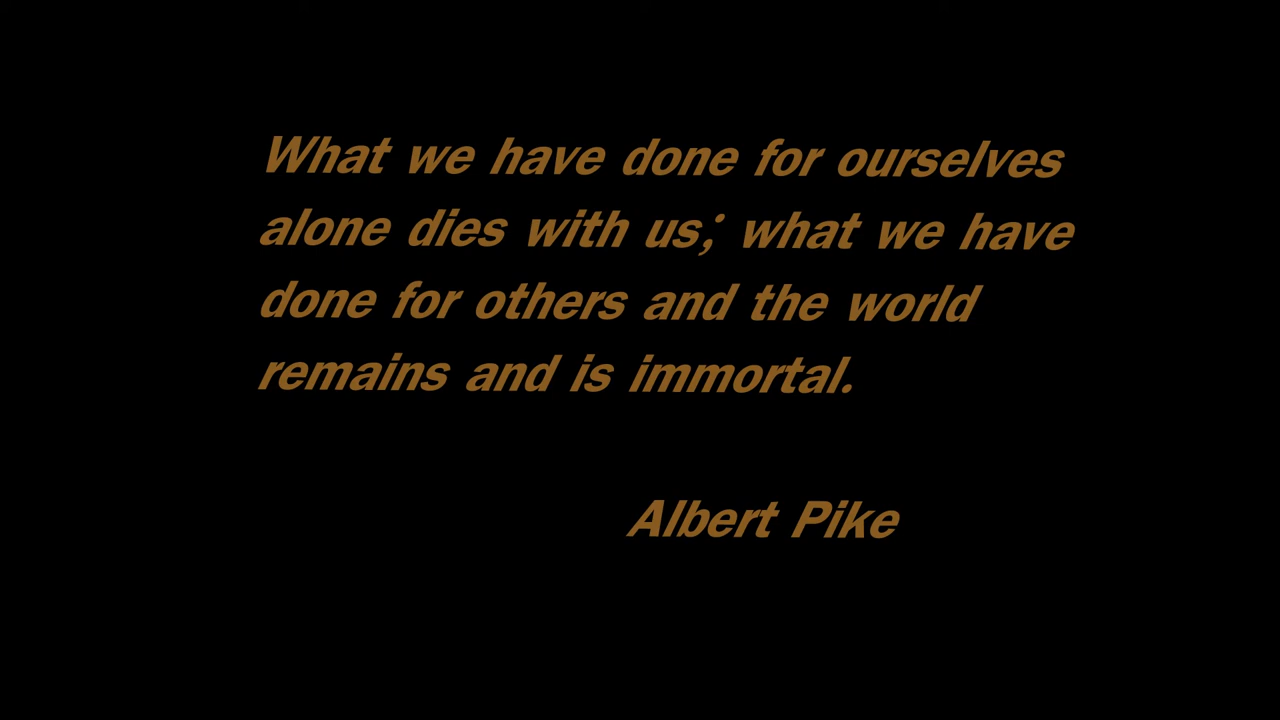 What we have done for ourselves
alone dies with us; what we have
done for others and the world
remains and is immortal.
Albert Pike